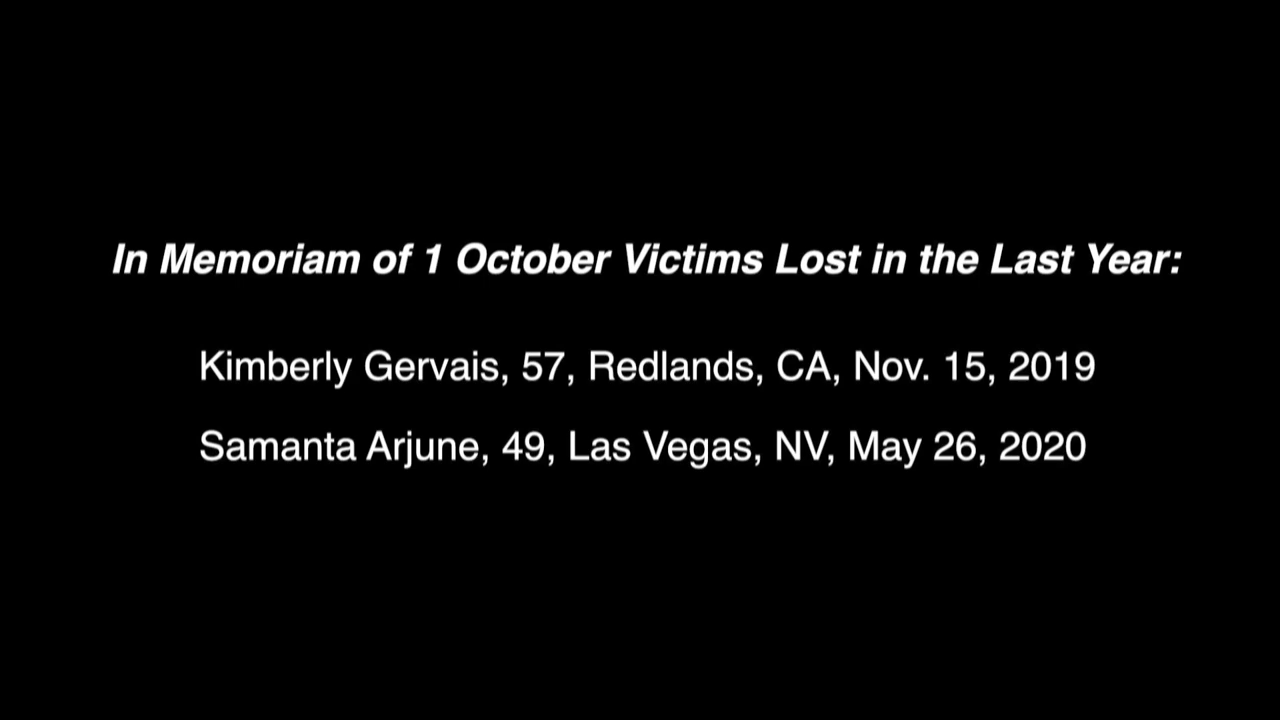 In Memoriam of 1 October Victims Lost in the Last Year:
Kimberly Gervais, 57, Redlands, CA, Nov. 15, 2019
Samanta Arjune, 49, Las Vegas, NV, May 26, 2020